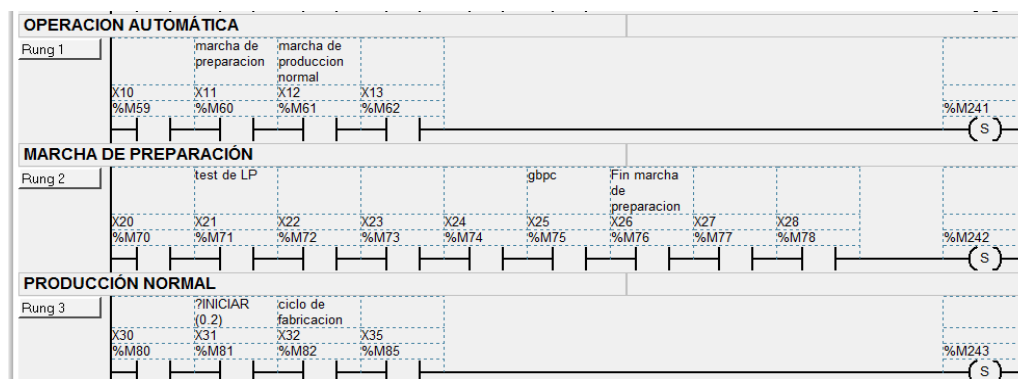 OPERACION AUTOMÁTICA
Rung 1
marcha de preparacion
marcha de produccion normal
X10 X11 X12 X13
%M59 %M60 %M61 %M62 %M241
S
MARCHA DE PREPARACIÓN
Rung 2
test de LP
gbpc
Fin marcha de preparacion
X20 X21 X22 X23 X24 X25 X26 X27 X28
%M70 %M71 %M72 %M73 %M74 %M75 %M76 %M77 %M78 %M242
S
PRODUCCIÓN NORMAL
Rung 3
?INICIAR (0.2)
ciclo de fabricacion
X30 X31 X32 X35
%M80 %M81 %M82 %M85 %M243
S